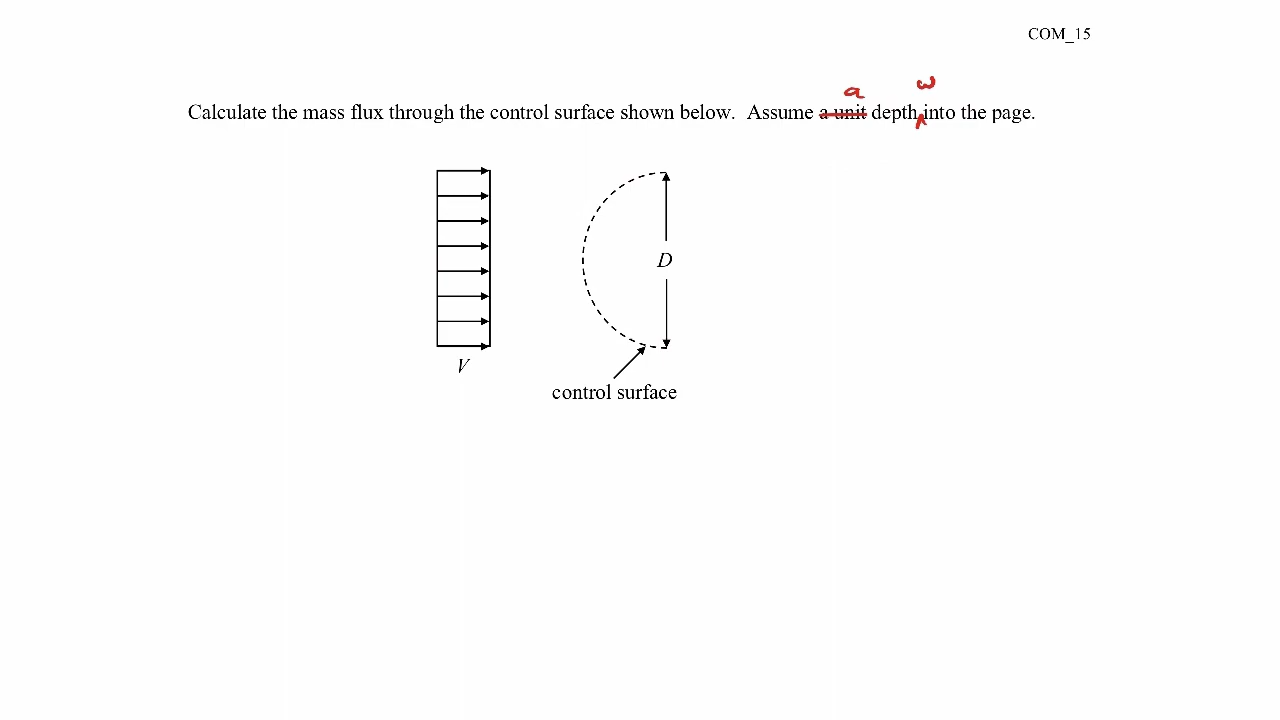 COM_15
a w
Calculate the mass flux through the control surface shown below. Assume a unit depth into the page.
D
V
control surface